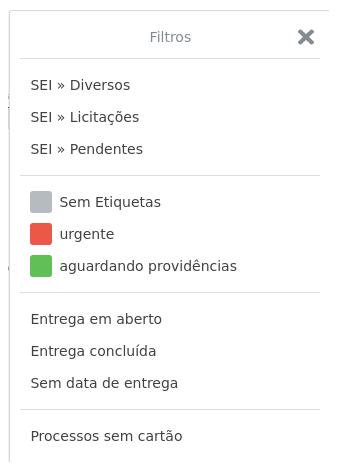 Filtros
SEI » Diversos
SEI » Licitações
SEI » Pendentes
Sem Etiquetas
urgente
aguardando providências
Entrega em aberto
Entrega concluída
Sem data de entrega
Processos sem cartão